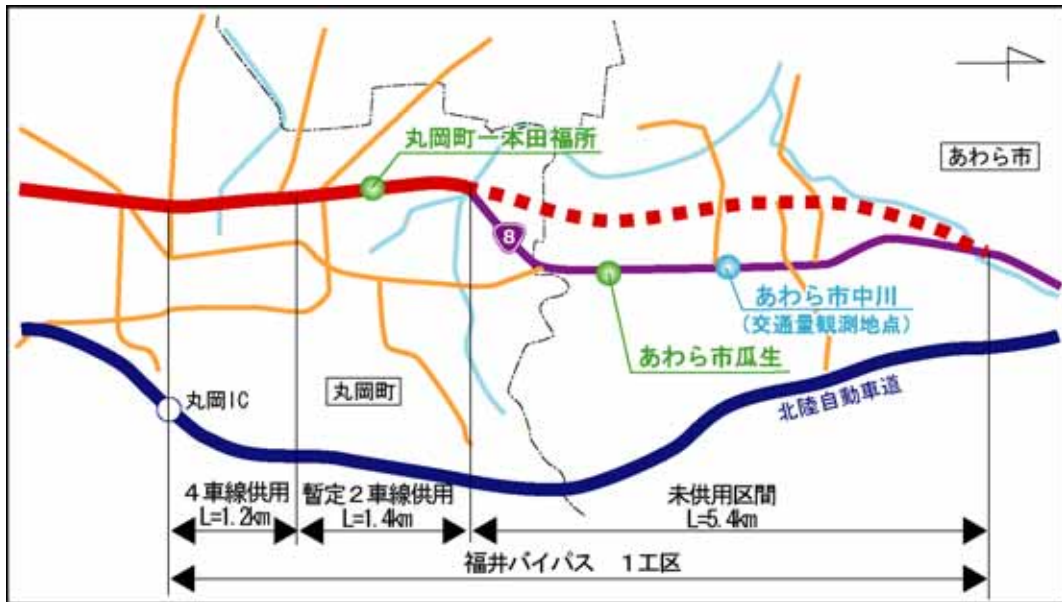 丸岡町一本田福所
あわら市
8
あわら市中川
(交通量観測地点)
あわら市瓜生
丸岡IC
丸岡町
北陸自動車道
4車線供用
L=1.2km
暫定2車線供用
L=1.4km
未供用区間
L=5.4km
福井バイパス 1工区